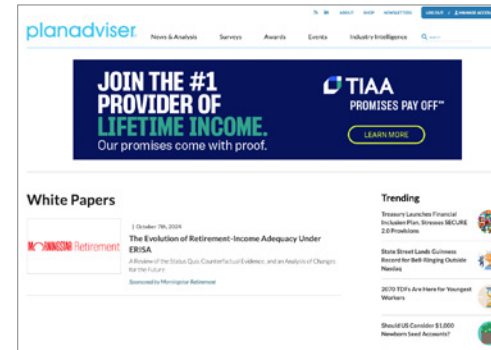 ABOUT SHOP NEWSLETTERS LOG OUT / MANAGE ACCOUNT
planadviser
News & Analysis Surveys Awards Events Industry Intelligence
JOIN THE #1
PROVIDER OF
LIFETIME INCOME.
Our promises come with proof.
TIAA
PROMISES PAY OFF℠
LEARN MORE
White Papers
MORNINGSTAR Retirement
| October 7th, 2024
The Evolution of Retirement-Income Adequacy Under
ERISA
A Review of the Status Quo, Counterfactual Evidence, and an Analysis of Changes
for the Future
Sponsored by Morningstar Retirement
Trending
Treasury Launches Financial
Inclusion Plan, Stresses SECURE
2.0 Provisions
State Street Lands Guinness
Record for Bell-Ringing Outside
Nasdaq
2070 TDFs Are Here for Youngest
Workers
Should US Consider $1,000
Newborn Seed Accounts?